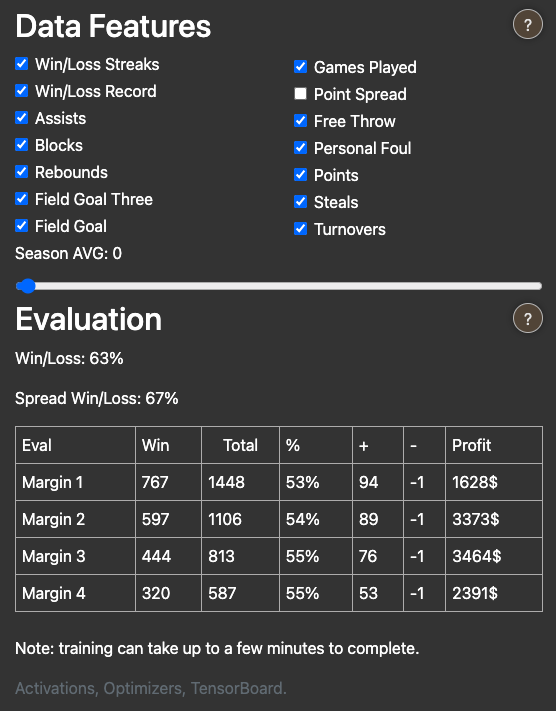 Data Features
?
Win/Loss Streaks
Win/Loss Record
Assists
Blocks
Rebounds
Field Goal Three
Field Goal
Games Played
Point Spread
Free Throw
Personal Foul
Points
Steals
Turnovers
Season AVG: 0
Evaluation
?
Win/Loss: 63%
Spread Win/Loss: 67%
Eval Win Total % + - Profit
Margin 1 767 1448 53% 94 -1 1628$
Margin 2 597 1106 54% 89 -1 3373$
Margin 3 444 813 55% 76 -1 3464$
Margin 4 320 587 55% 53 -1 2391$
Note: training can take up to a few minutes to complete.
Activations, Optimizers, TensorBoard.